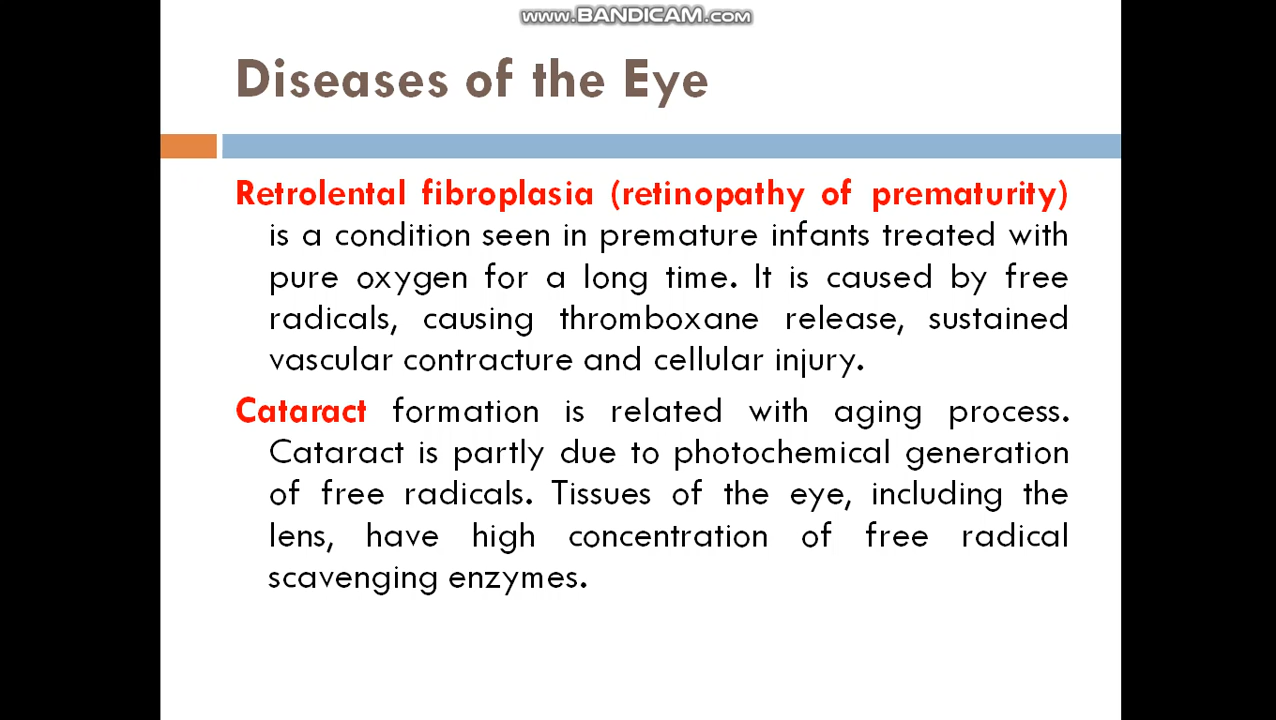 www.BANDICAM.com
Diseases of the Eye
Retrolental fibroplasia (retinopathy of prematurity)
is a condition seen in premature infants treated with
pure oxygen for a long time. It is caused by free
radicals, causing thromboxane release, sustained
vascular contracture and cellular injury.
Cataract formation is related with aging process.
Cataract is partly due to photochemical generation
of free radicals. Tissues of the eye, including the
lens, have high concentration of free radical
scavenging enzymes.